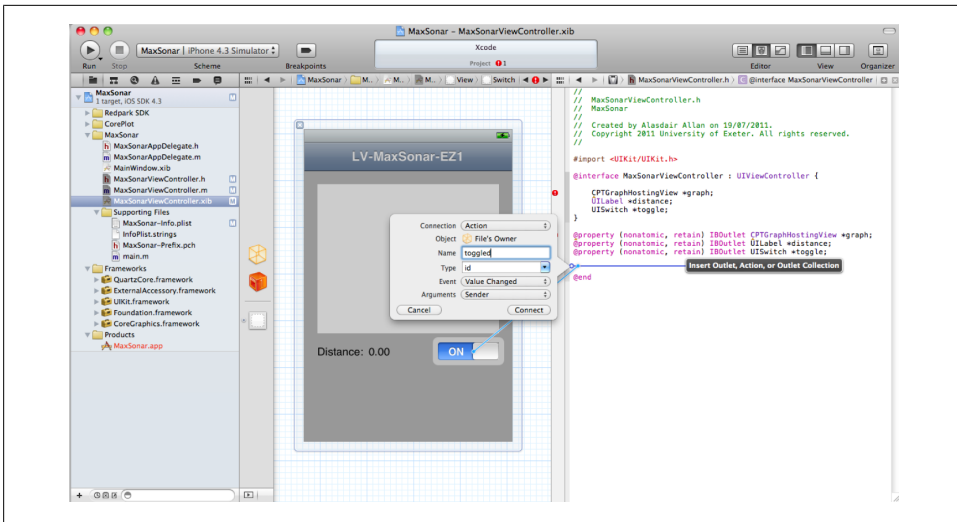 MaxSonar – MaxSonarViewController.xib
MaxSonar | iPhone 4.3 Simulator
Xcode
Project 1
Run Stop Scheme Breakpoints Editor View Organizer
MaxSonar M.. M.. M.. View Switch
MaxSonarViewController.h @interface MaxSonarViewController
MaxSonar
1 target, iOS SDK 4.3
Redpark SDK
CorePlot
MaxSonar
MaxSonarAppDelegate.h
MaxSonarAppDelegate.m
MainWindow.xib
MaxSonarViewController.h
MaxSonarViewController.m
MaxSonarViewController.xib M
Supporting Files
MaxSonar-Info.plist
InfoPlist.strings
MaxSonar-Prefix.pch
main.m
Frameworks
QuartzCore.framework
ExternalAccessory.framework
UIKit.framework
Foundation.framework
CoreGraphics.framework
Products
MaxSonar.app
LV-MaxSonar-EZ1
Connection Action
Object File's Owner
Name toggled
Type id
Event Value Changed
Arguments Sender
Cancel Connect
Distance: 0.00 ON
//
// MaxSonarViewController.h
// MaxSonar
//
// Created by Alasdair Allan on 19/07/2011.
// Copyright 2011 University of Exeter. All rights reserved.
//
#import <UIKit/UIKit.h>
@interface MaxSonarViewController : UIViewController {
CPTGraphHostingView *graph;
UILabel *distance;
UISwitch *toggle;
}
@property (nonatomic, retain) IBOutlet CPTGraphHostingView *graph;
@property (nonatomic, retain) IBOutlet UILabel *distance;
@property (nonatomic, retain) IBOutlet UISwitch *toggle;
Insert Outlet, Action, or Outlet Collection
@end